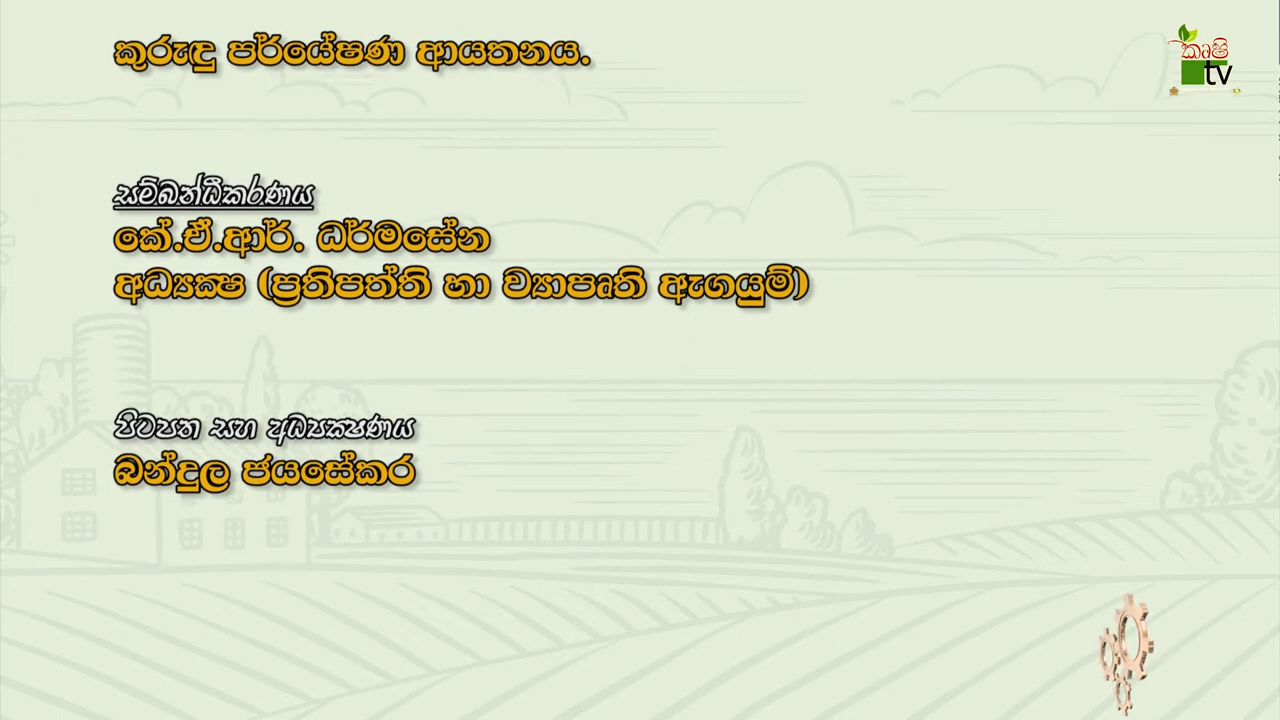 කුරුඳු පර්යේෂණ ආයතනය.
කෘෂි
tv
සම්බන්ධීකරණය
කේ.ඒ.ආර්. ධර්මසේන
අධ්‍යක්ෂ (ප්‍රතිපත්ති හා ව්‍යාපෘති ඇගයුම්)
පිටපත සහ අධ්‍යක්ෂණය
බන්දුල ජයසේකර